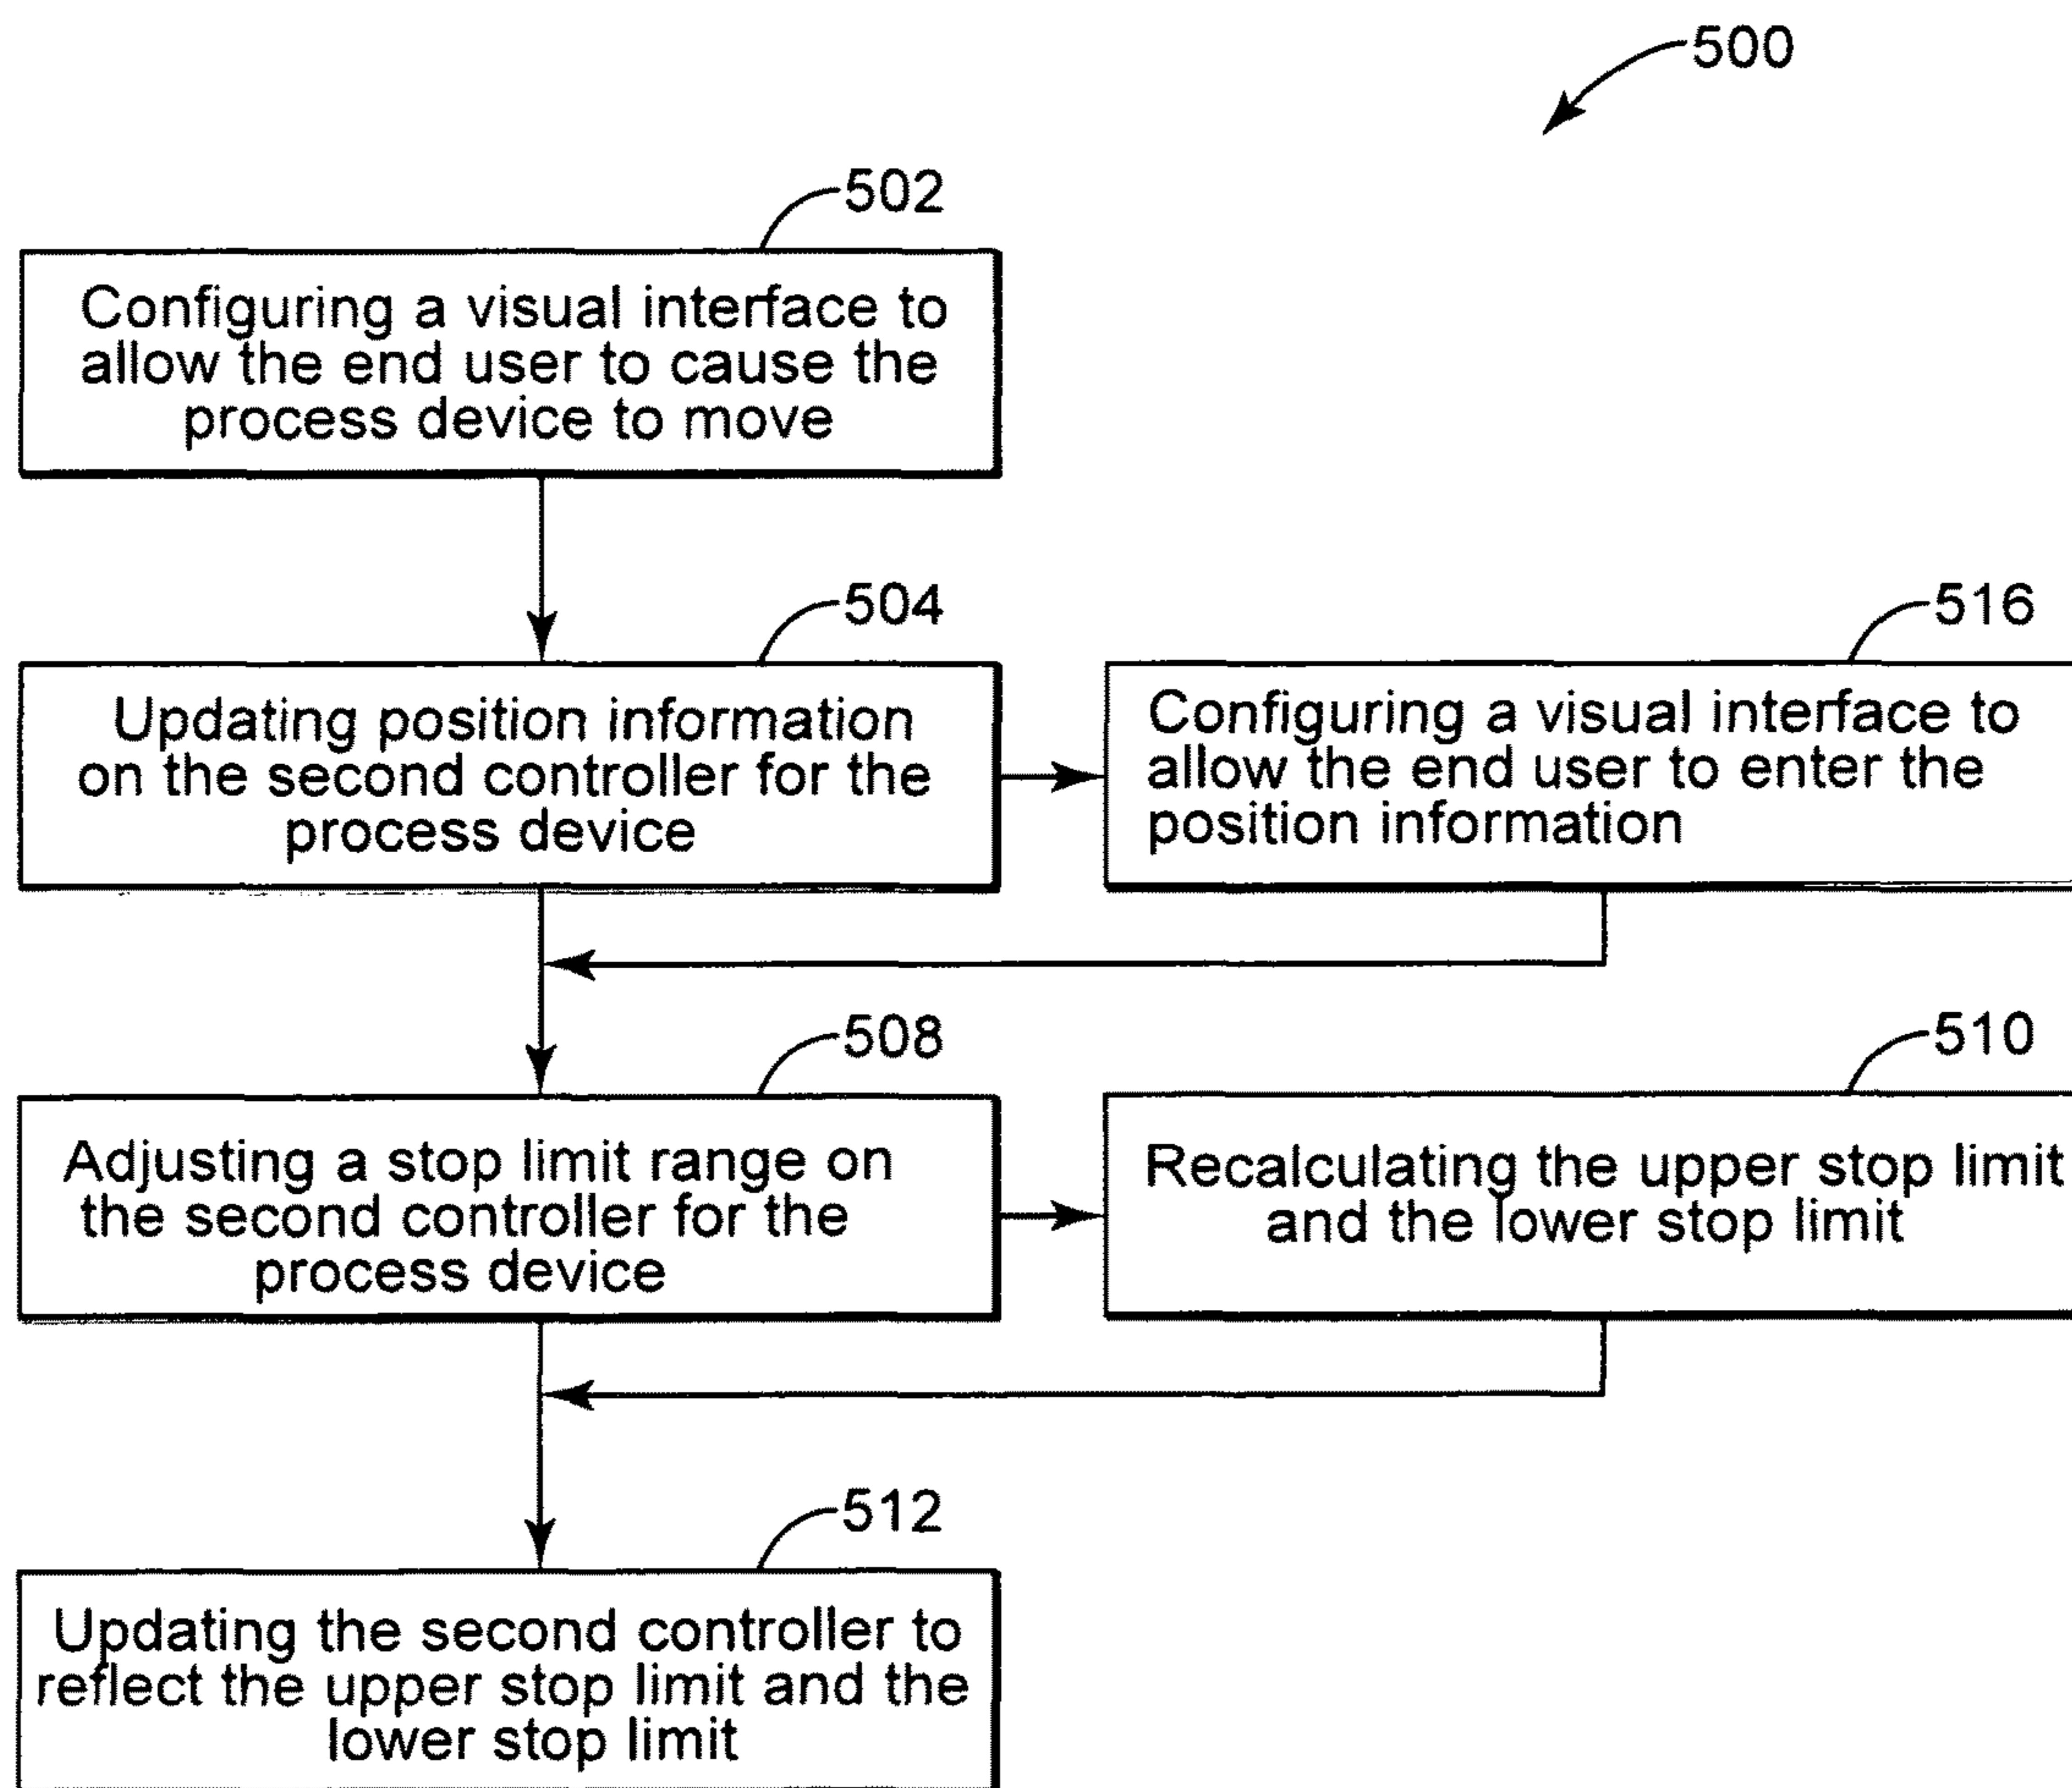 500
502
Configuring a visual interface to
allow the end user to cause the
process device to move
504
Updating position information
on the second controller for the
process device
516
Configuring a visual interface to
allow the end user to enter the
position information
508
Adjusting a stop limit range on
the second controller for the
process device
510
Recalculating the upper stop limit
and the lower stop limit
512
Updating the second controller to
reflect the upper stop limit and the
lower stop limit